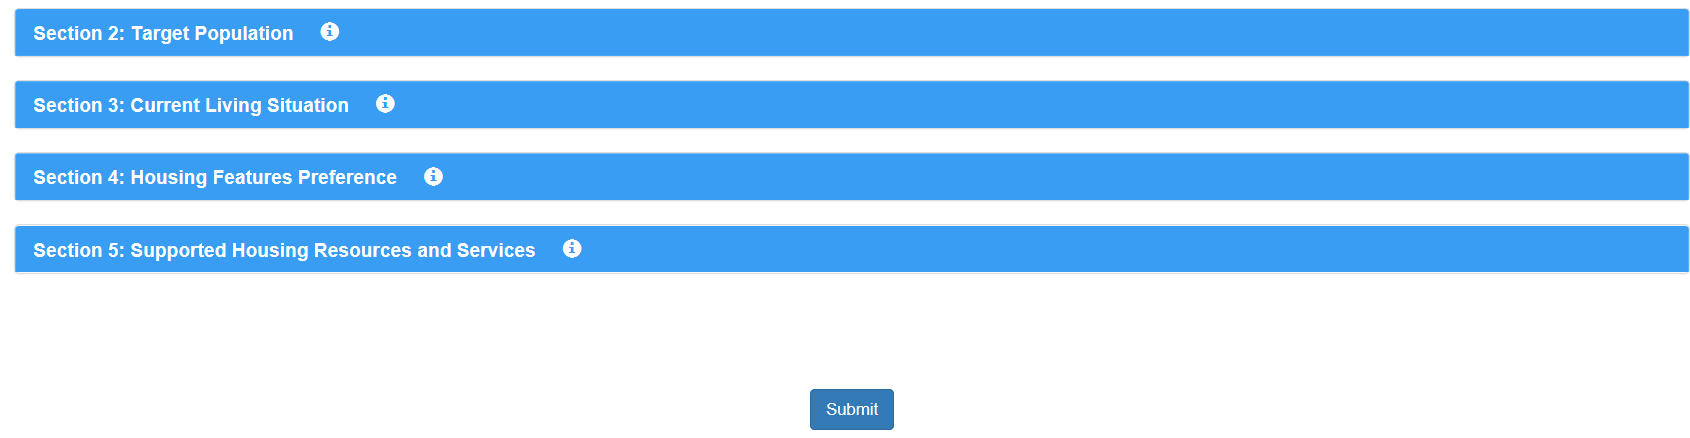 Section 2: Target Population
Section 3: Current Living Situation
Section 4: Housing Features Preference
Section 5: Supported Housing Resources and Services
Submit